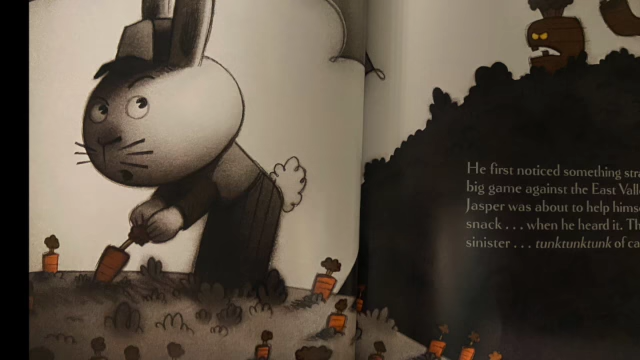 He first noticed something
big game against the East
Jasper was about to help
snack . . . when he heard it.
sinister . . . tunktunktunk of